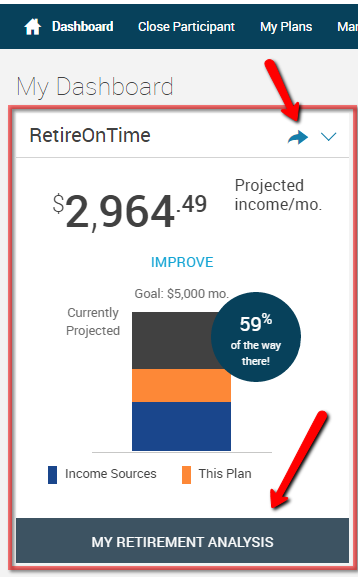 Dashboard Close Participant My Plans Mar
My Dashboard
RetireOnTime
$2,964.49
Projected
income/mo.
IMPROVE
Goal: $5,000 mo.
Currently
Projected
59%
of the way
there!
Income Sources This Plan
MY RETIREMENT ANALYSIS